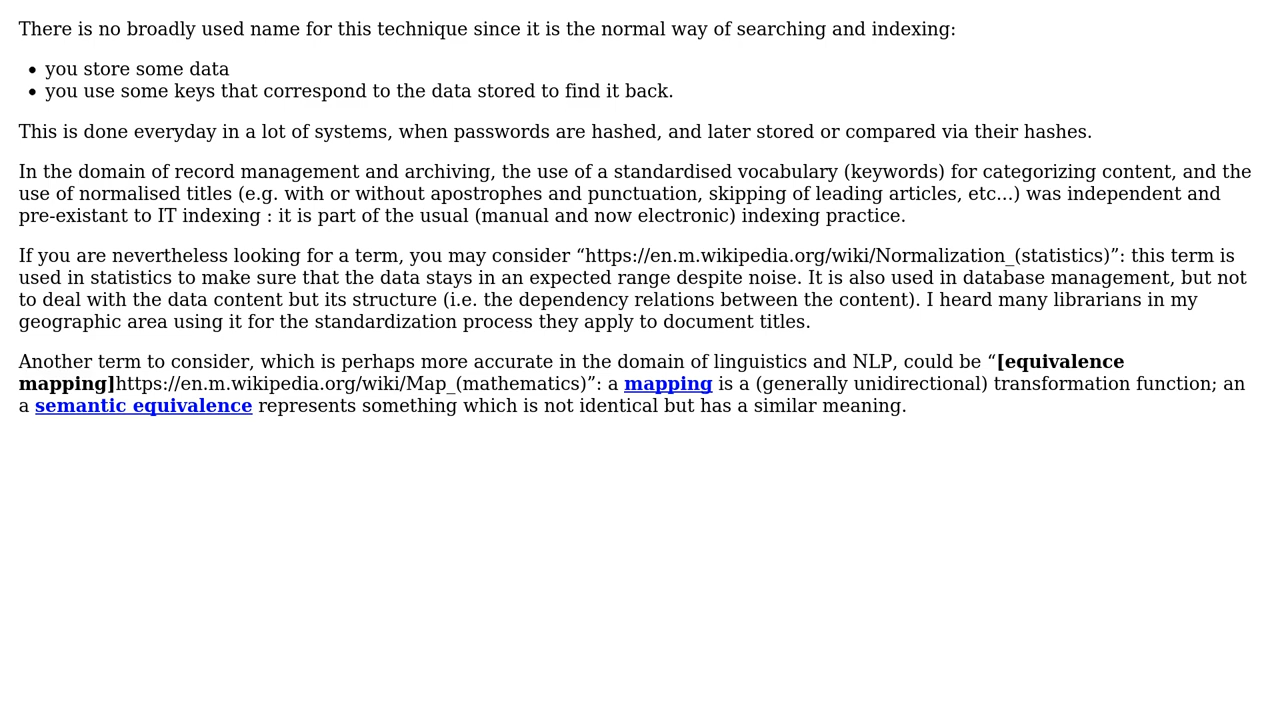 There is no broadly used name for this technique since it is the normal way of searching and indexing:
• you store some data
• you use some keys that correspond to the data stored to find it back.
This is done everyday in a lot of systems, when passwords are hashed, and later stored or compared via their hashes.
In the domain of record management and archiving, the use of a standardised vocabulary (keywords) for categorizing content, and the
use of normalised titles (e.g. with or without apostrophes and punctuation, skipping of leading articles, etc...) was independent and
pre-existant to IT indexing : it is part of the usual (manual and now electronic) indexing practice.
If you are nevertheless looking for a term, you may consider “https://en.m.wikipedia.org/wiki/Normalization_(statistics)”: this term is
used in statistics to make sure that the data stays in an expected range despite noise. It is also used in database management, but not
to deal with the data content but its structure (i.e. the dependency relations between the content). I heard many librarians in my
geographic area using it for the standardization process they apply to document titles.
Another term to consider, which is perhaps more accurate in the domain of linguistics and NLP, could be “[equivalence
mapping]https://en.m.wikipedia.org/wiki/Map_(mathematics)”: a mapping is a (generally unidirectional) transformation function; an
a semantic equivalence represents something which is not identical but has a similar meaning.